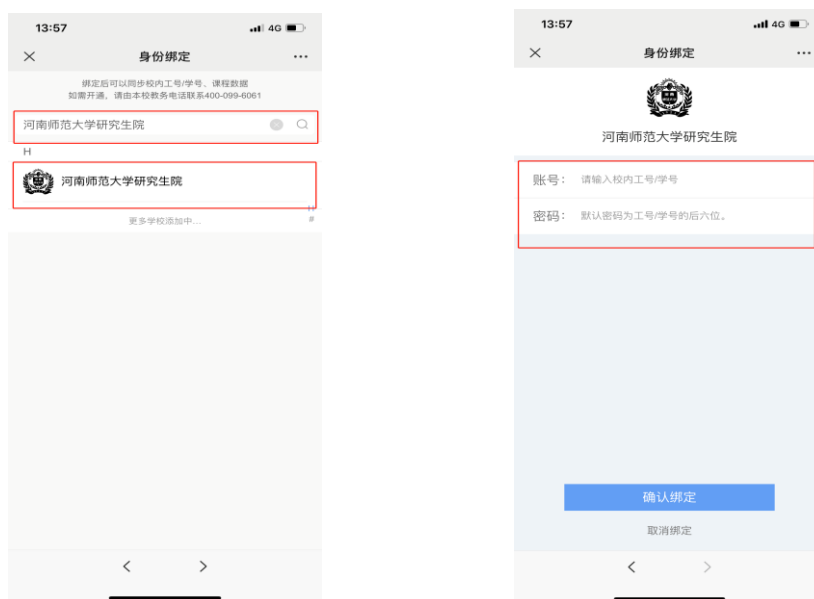 13:57
4G
身份绑定
绑定后可以同步校内工号/学号、课程数据
如需开通，请由本校教务电话联系400-099-6061
河南师范大学研究生院
H
河南师范大学研究生院
H
#
更多学校添加中...
13:57
4G
身份绑定
河南师范大学研究生院
账号： 请输入校内工号/学号
密码： 默认密码为工号/学号的后六位。
确认绑定
取消绑定